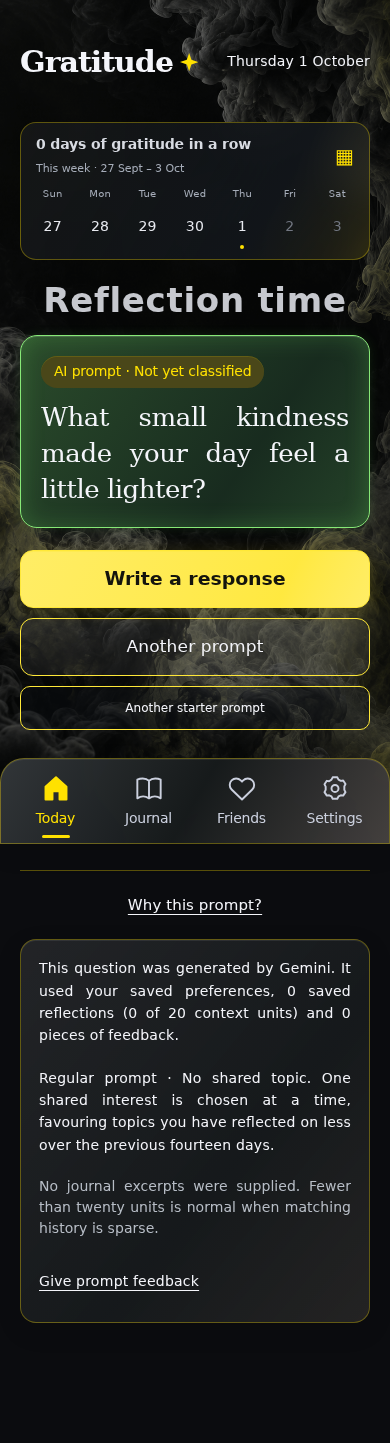 Gratitude
Thursday 1 October
0 days of gratitude in a row
This week · 27 Sept – 3 Oct
Sun Mon Tue Wed Thu Fri Sat
27 28 29 30 1 2 3
Reflection time
AI prompt · Not yet classified
What small kindness
made your day feel a
little lighter?
Write a response
Another prompt
Another starter prompt
Today Journal Friends Settings
Why this prompt?
This question was generated by Gemini. It
used your saved preferences, 0 saved
reflections (0 of 20 context units) and 0
pieces of feedback.
Regular prompt · No shared topic. One
shared interest is chosen at a time,
favouring topics you have reflected on less
over the previous fourteen days.
No journal excerpts were supplied. Fewer
than twenty units is normal when matching
history is sparse.
Give prompt feedback